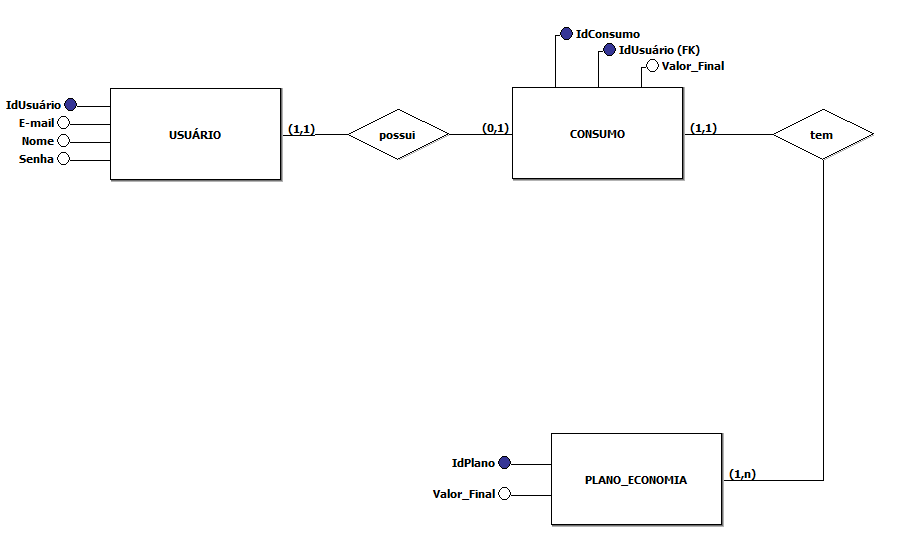 IdConsumo
IdUsuário (FK)
Valor_Final
IdUsuário
E-mail
Nome
Senha
USUÁRIO
(1,1)
possui
(0,1)
CONSUMO
(1,1)
tem
IdPlano
Valor_Final
PLANO_ECONOMIA
(1,n)